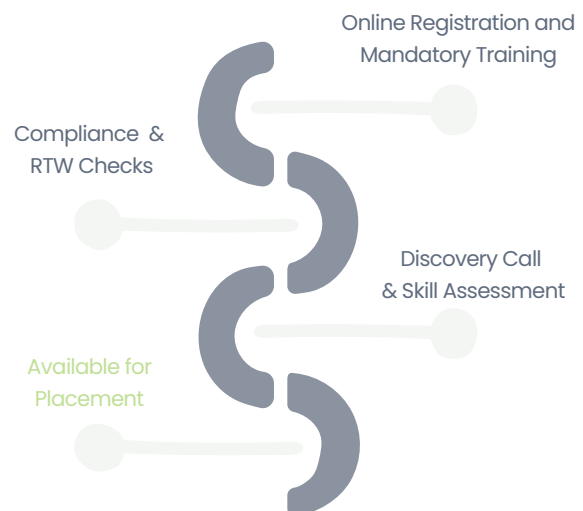 Online Registration and
Mandatory Training
Compliance &
RTW Checks
Discovery Call
& Skill Assessment
Available for
Placement